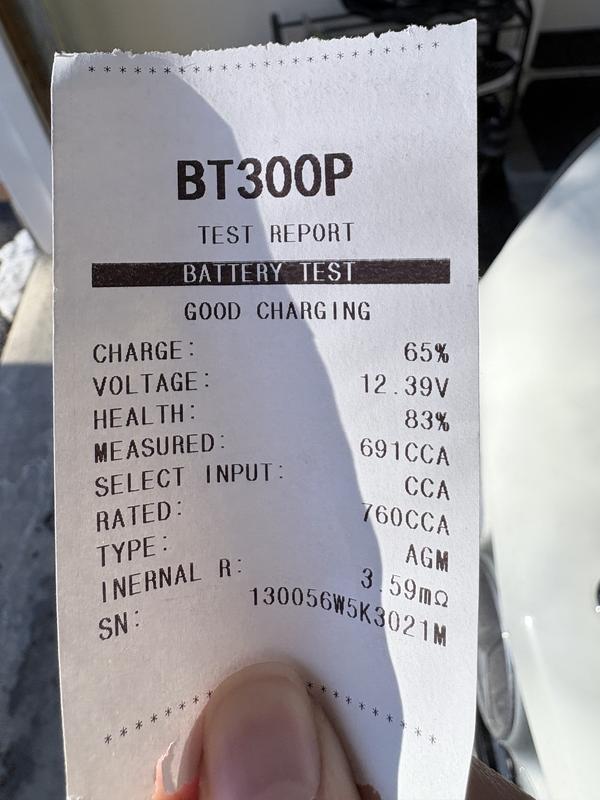 * * * * * * * * * * * * * * * * * * * *
BT300P
TEST REPORT
BATTERY TEST
GOOD CHARGING
CHARGE: 65%
VOLTAGE: 12.39V
HEALTH: 83%
MEASURED: 691CCA
SELECT INPUT: CCA
RATED: 760CCA
TYPE: AGM
INERNAL R: 3.59mΩ
SN: 130056W5K3021M